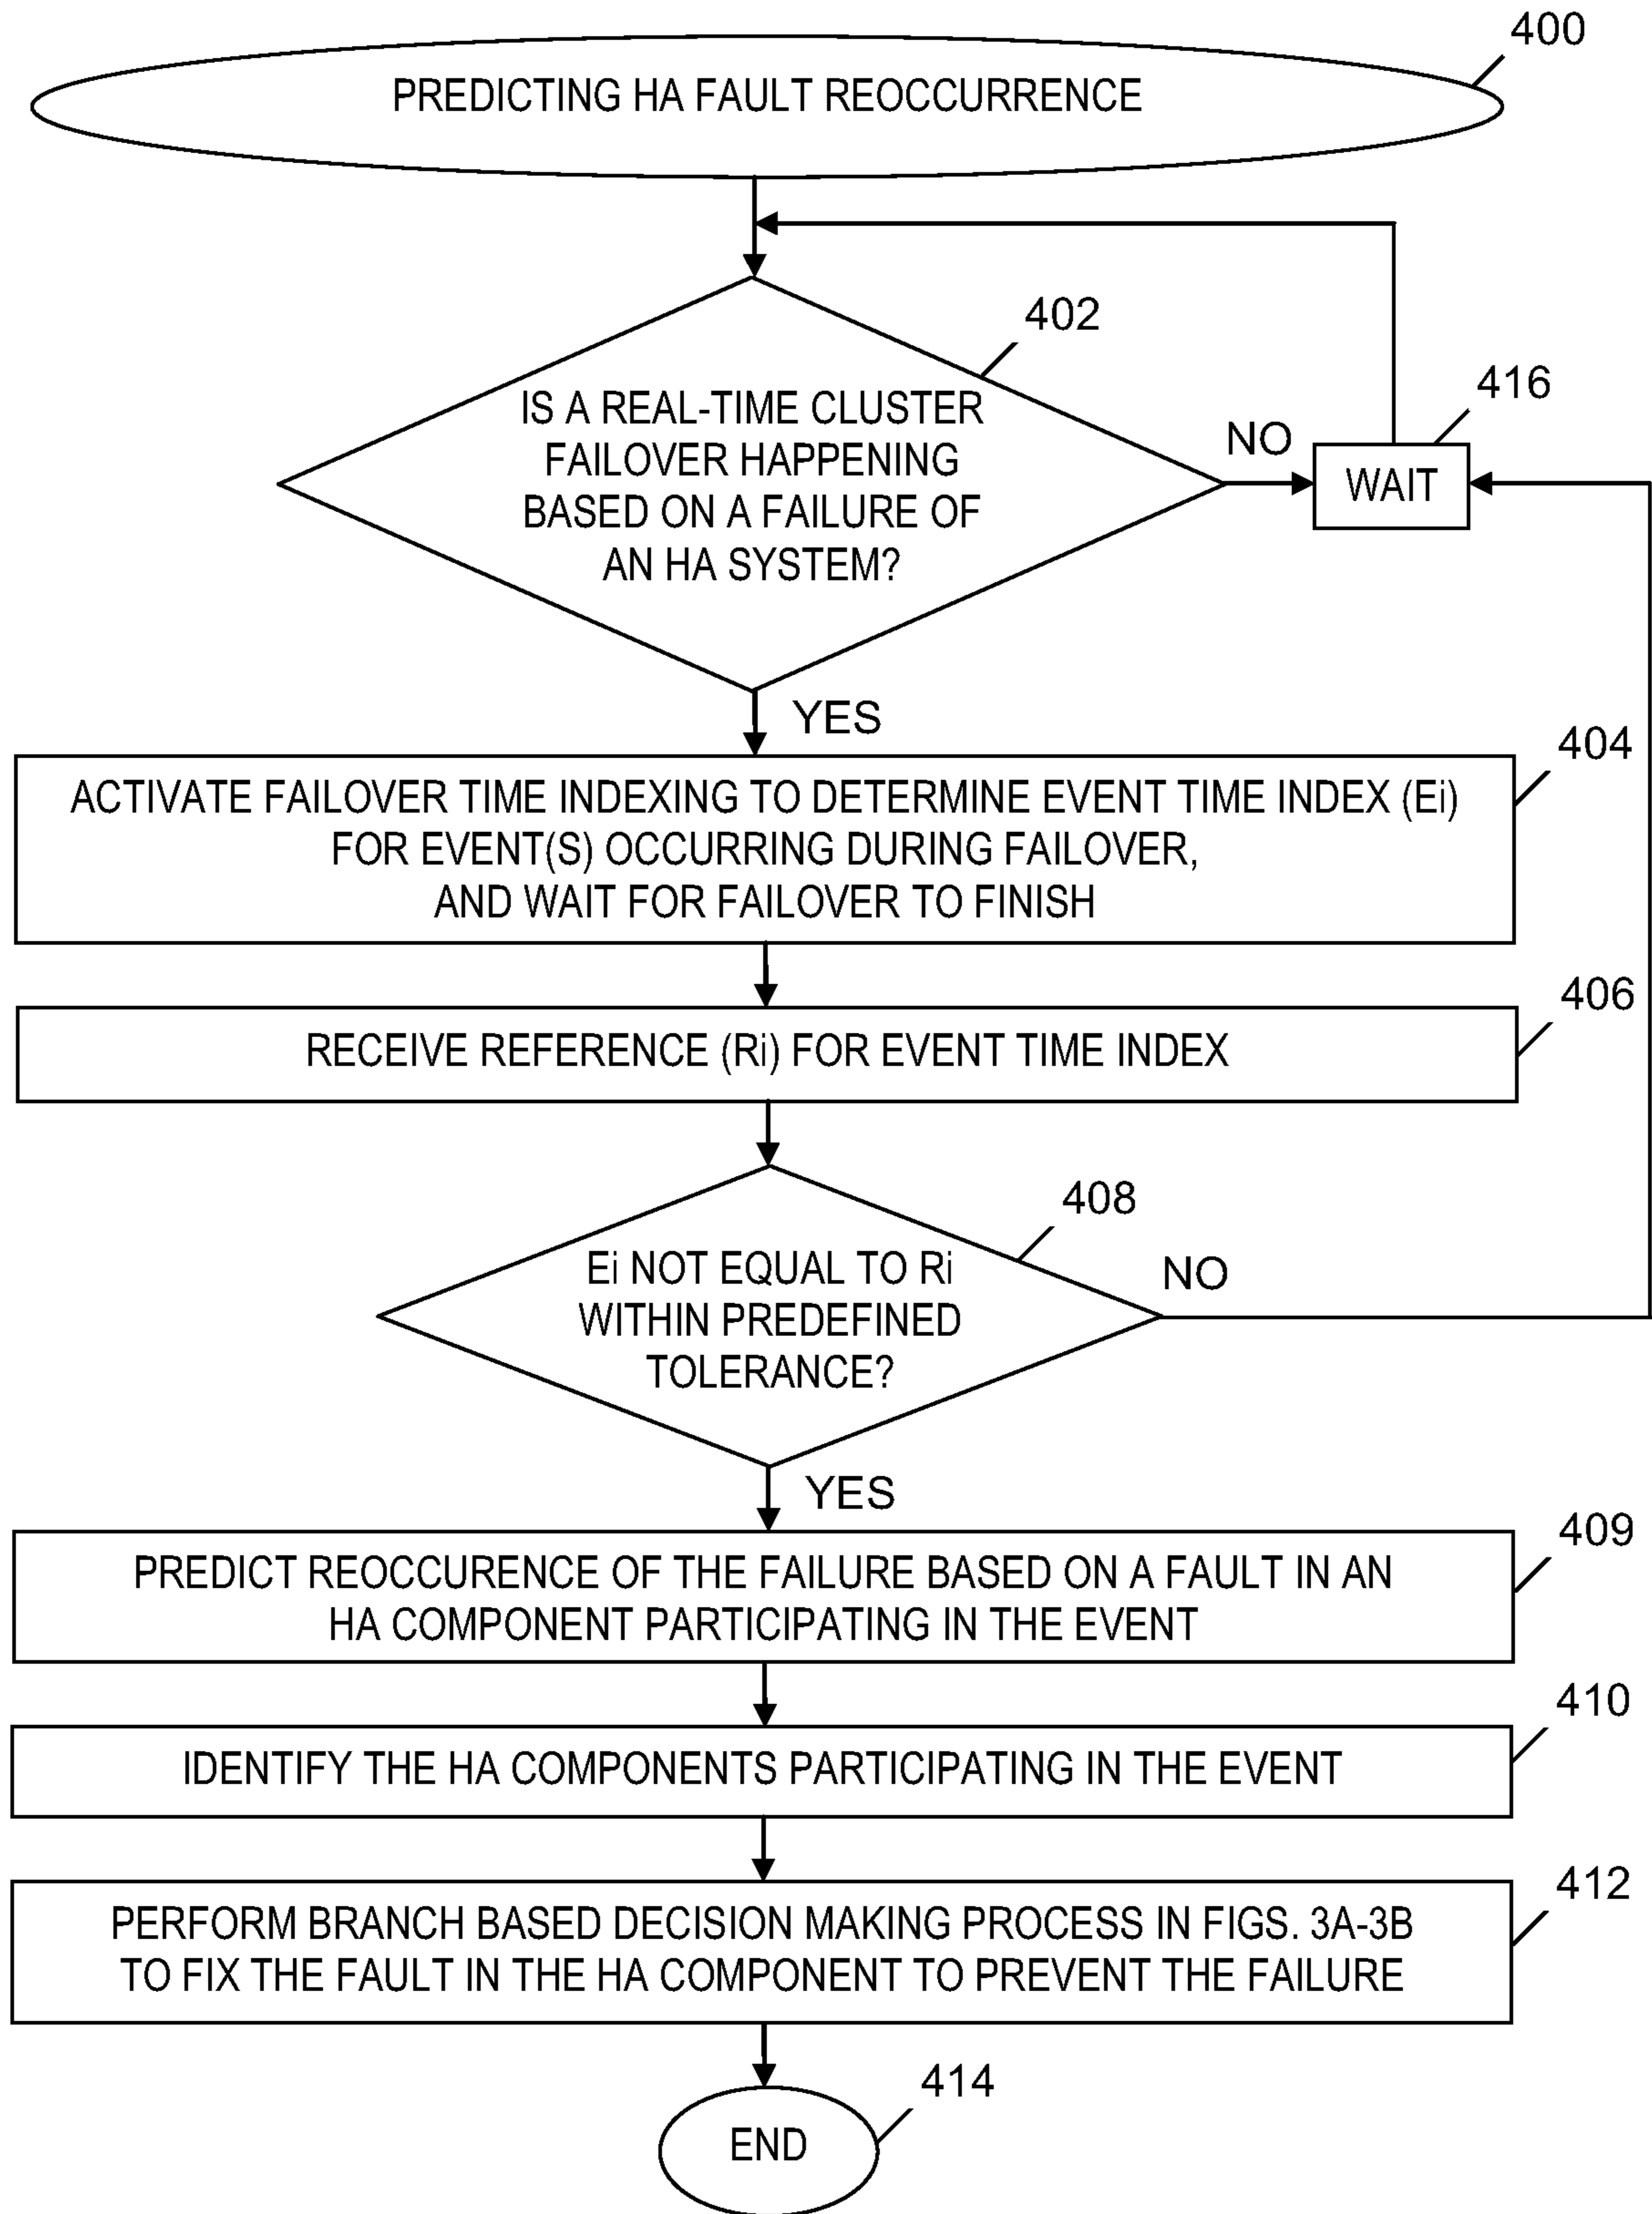 400
PREDICTING HA FAULT REOCCURRENCE
402
IS A REAL-TIME CLUSTER
FAILOVER HAPPENING
BASED ON A FAILURE OF
AN HA SYSTEM?
NO
416
WAIT
YES
404
ACTIVATE FAILOVER TIME INDEXING TO DETERMINE EVENT TIME INDEX (Ei)
FOR EVENT(S) OCCURRING DURING FAILOVER,
AND WAIT FOR FAILOVER TO FINISH
406
RECEIVE REFERENCE (Ri) FOR EVENT TIME INDEX
408
Ei NOT EQUAL TO Ri
WITHIN PREDEFINED
TOLERANCE?
NO
YES
409
PREDICT REOCCURENCE OF THE FAILURE BASED ON A FAULT IN AN
HA COMPONENT PARTICIPATING IN THE EVENT
410
IDENTIFY THE HA COMPONENTS PARTICIPATING IN THE EVENT
412
PERFORM BRANCH BASED DECISION MAKING PROCESS IN FIGS. 3A-3B
TO FIX THE FAULT IN THE HA COMPONENT TO PREVENT THE FAILURE
414
END